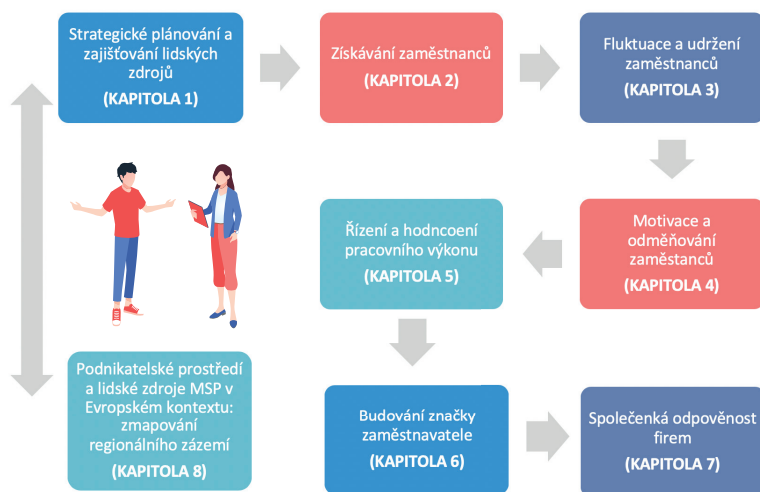 Strategické plánování a
zajišťování lidských
zdrojů
(KAPITOLA 1)
Získávání zaměstnanců
(KAPITOLA 2)
Fluktuace a udržení
zaměstnanců
(KAPITOLA 3)
Motivace a
odměňování
zaměstanců
(KAPITOLA 4)
Řízení a hodncoení
pracovního výkonu
(KAPITOLA 5)
Budování značky
zaměstnavatele
(KAPITOLA 6)
Společenká odpověnost
firem
(KAPITOLA 7)
Podnikatelské prostředí
a lidské zdroje MSP v
Evropském kontextu:
zmapování
regionálního zázemí
(KAPITOLA 8)